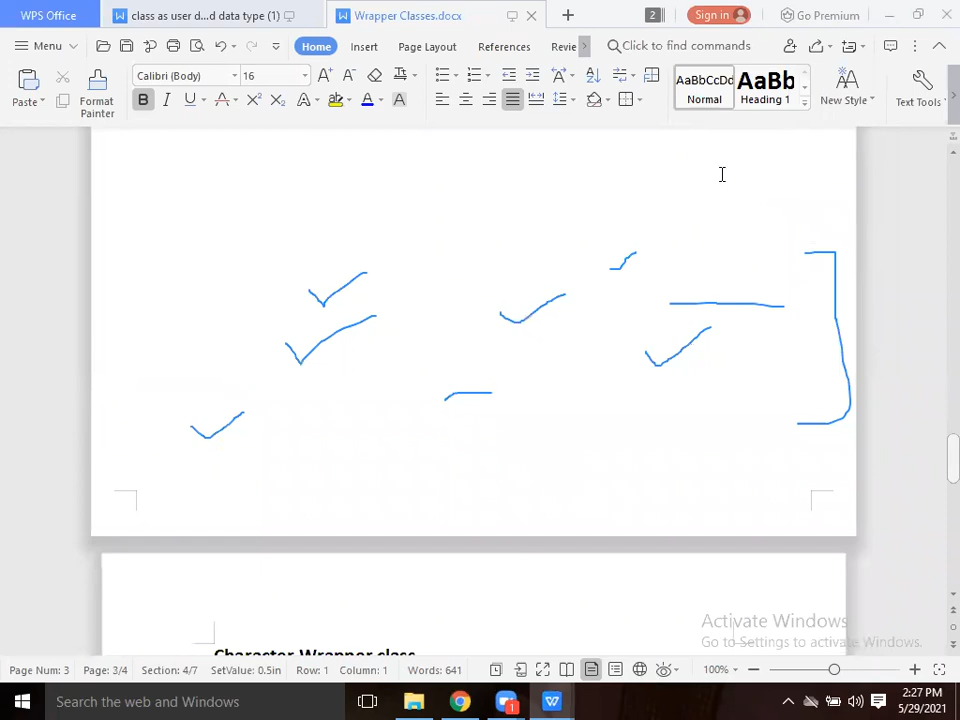 WPS Office class as user d...d data type (1) Wrapper Classes.docx 2 Sign in Go Premium
Menu Home Insert Page Layout References Revie Click to find commands
Calibri (Body) 16 AaBbCcDd AaBb
Paste Format Painter B I U A X² X₂ A A A Normal Heading 1 New Style Text Tools
Character Wrapper class
Activate Windows
Go to Settings to activate Windows.
Page Num: 3 Page: 3/4 Section: 4/7 SetValue: 0.5in Row: 1 Column: 1 Words: 641 100%
Search the web and Windows 1 W 2:27 PM
5/29/2021